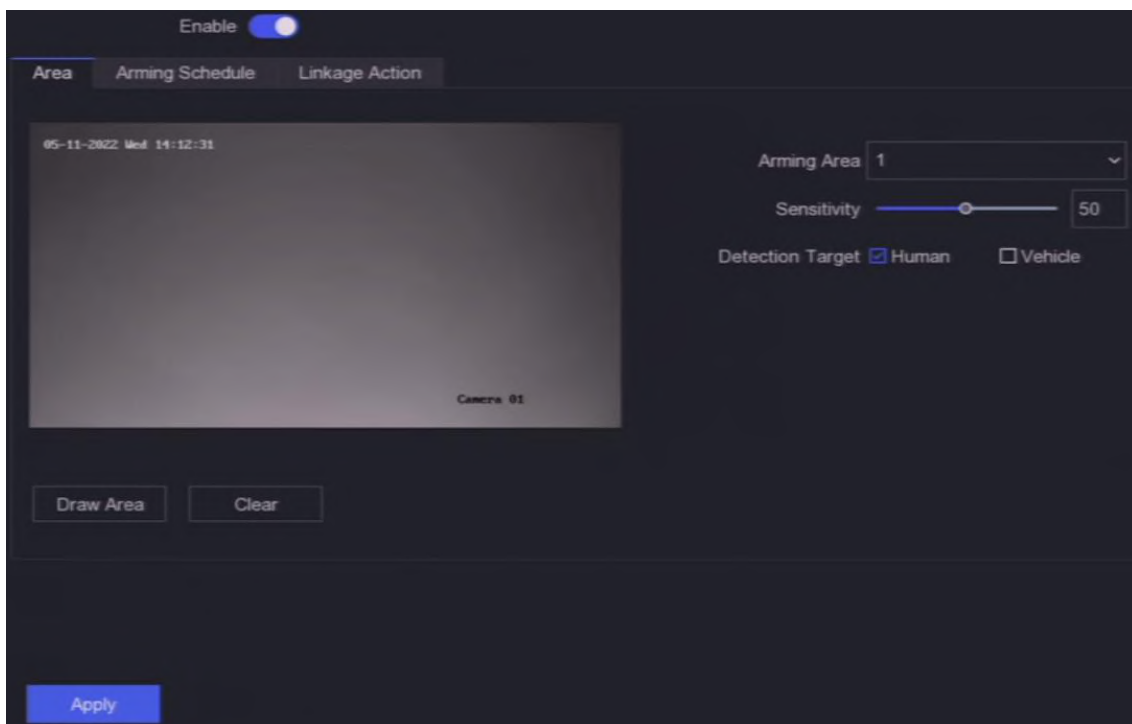 Enable
Area Arming Schedule Linkage Action
05-11-2022 Wed 14:12:31
Arming Area 1
Sensitivity 50
Detection Target Human Vehicle
Camera 01
Draw Area Clear
Apply